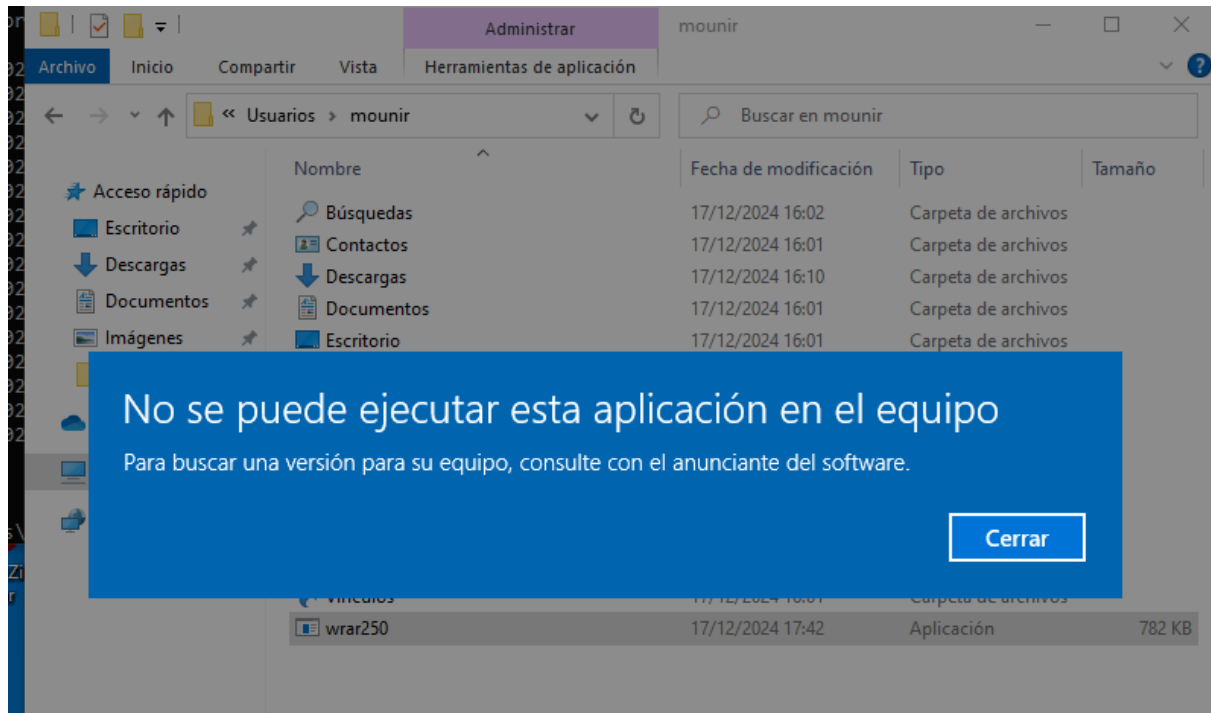 Administrar
mounir
Archivo Inicio Compartir Vista Herramientas de aplicación
« Usuarios › mounir
Buscar en mounir
Nombre Fecha de modificación Tipo Tamaño
Acceso rápido
Escritorio
Descargas
Documentos
Imágenes
Búsquedas 17/12/2024 16:02 Carpeta de archivos
Contactos 17/12/2024 16:01 Carpeta de archivos
Descargas 17/12/2024 16:10 Carpeta de archivos
Documentos 17/12/2024 16:01 Carpeta de archivos
Escritorio 17/12/2024 16:01 Carpeta de archivos
No se puede ejecutar esta aplicación en el equipo
Para buscar una versión para su equipo, consulte con el anunciante del software.
Cerrar
wrar250 17/12/2024 17:42 Aplicación 782 KB